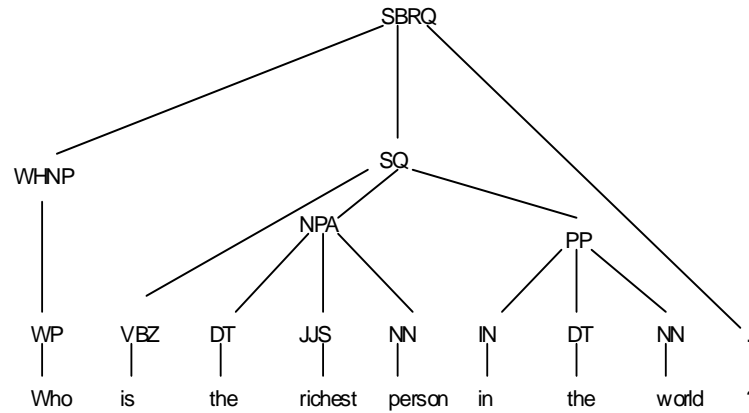 SBRQ
SQ
WHNP
NPA
PP
WP VBZ DT JJS NN IN DT NN .
Who is the richest person in the world